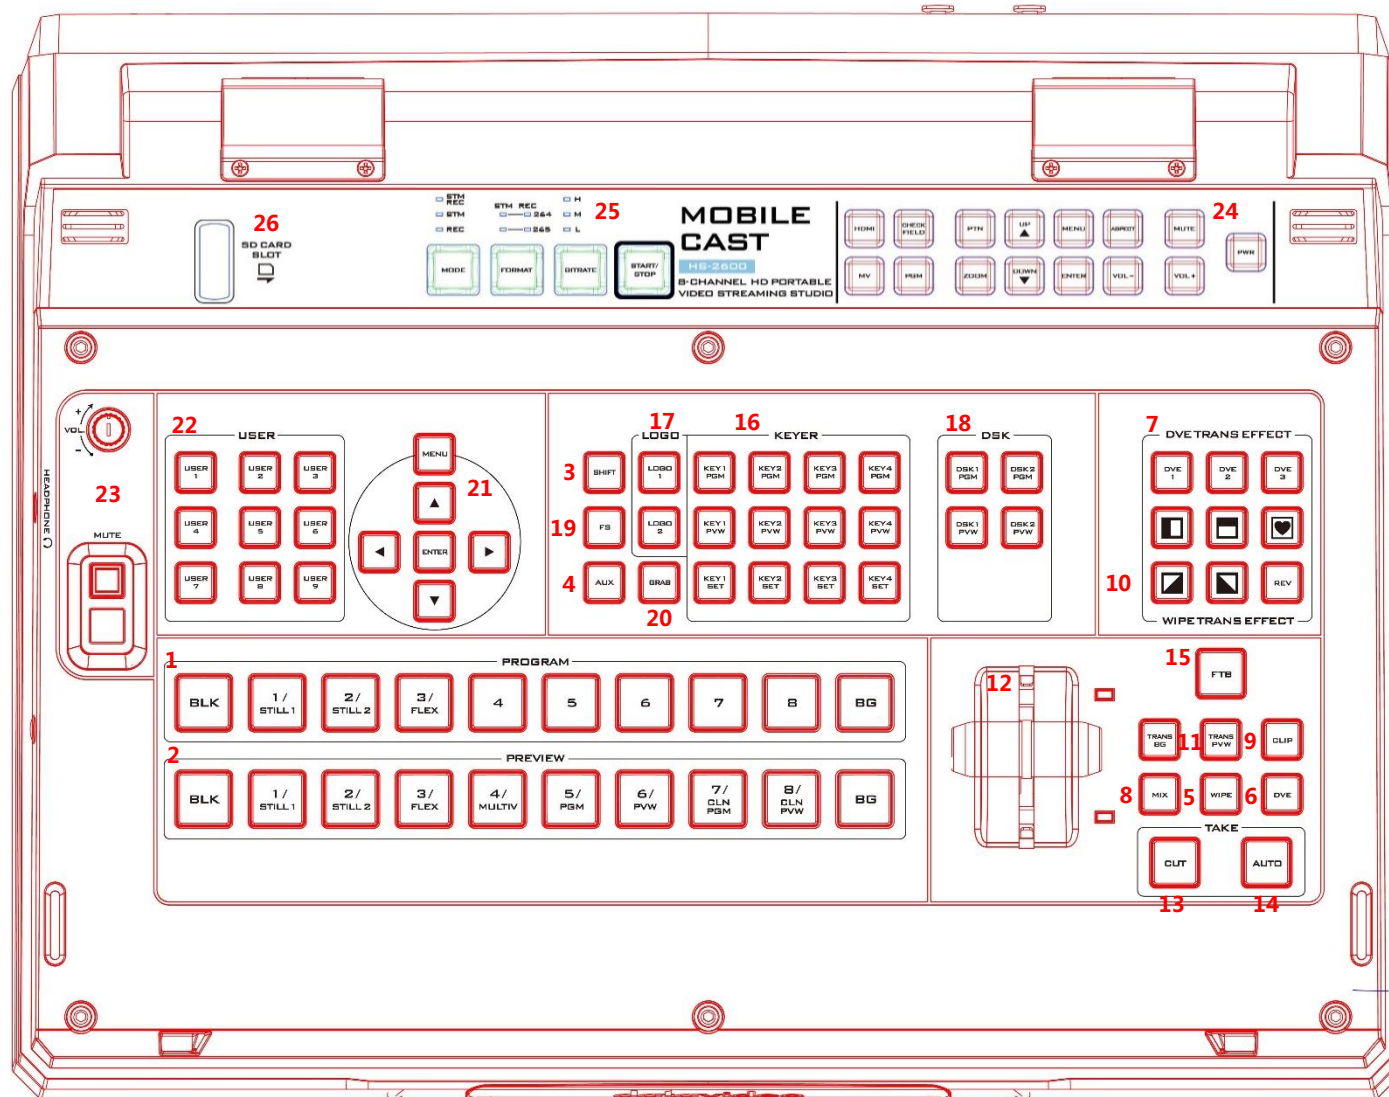 26
SD CARD
SLOT
STM
REC
STM
REC
STM REC
264
265
H
M
L
25
MODE
FORMAT
BITRATE
START/
STOP
MOBILE
CAST
HS-2600
8-CHANNEL HD PORTABLE
VIDEO STREAMING STUDIO
24
HDMI
CHECK
FIELD
PTN
UP
MENU
ASPECT
MUTE
PWR
MV
PGM
ZOOM
DOWN
ENTER
VOL-
VOL+
+
VOL
-
HEADPHONE
23
MUTE
22
USER
USER
1
USER
2
USER
3
USER
4
USER
5
USER
6
USER
7
USER
8
USER
9
MENU
21
ENTER
17
16
LOGO
KEYER
3
SHIFT
LOGO
1
KEY1
PGM
KEY2
PGM
KEY3
PGM
KEY4
PGM
19
FS
LOGO
2
KEY1
PVW
KEY2
PVW
KEY3
PVW
KEY4
PVW
4
AUX
GRAB
KEY1
SET
KEY2
SET
KEY3
SET
KEY4
SET
20
18
DSK
DSK1
PGM
DSK2
PGM
DSK1
PVW
DSK2
PVW
7
DVE TRANS EFFECT
DVE
1
DVE
2
DVE
3
10
REV
WIPE TRANS EFFECT
1
PROGRAM
BLK
1/
STILL 1
2/
STILL 2
3/
FLEX
4
5
6
7
8
BG
2
PREVIEW
BLK
1/
STILL 1
2/
STILL 2
3/
FLEX
4/
MULTIV
5/
PGM
6/
PVW
7/
CLN
PGM
8/
CLN
PVW
BG
12
15
FTB
TRANS
BG
11
TRANS
PVW
9
CLIP
8
MIX
5
WIPE
6
DVE
TAKE
CUT
AUTO
13
14